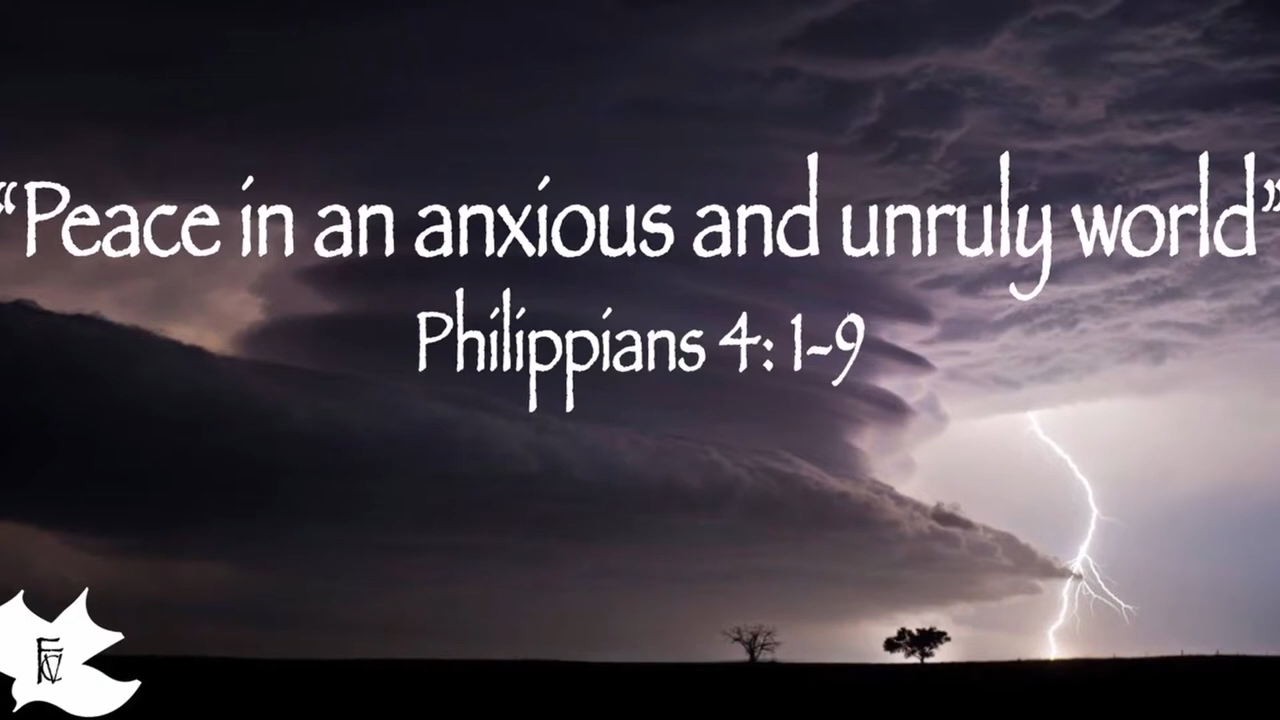 “Peace in an anxious and unruly world”
Philippians 4: 1-9